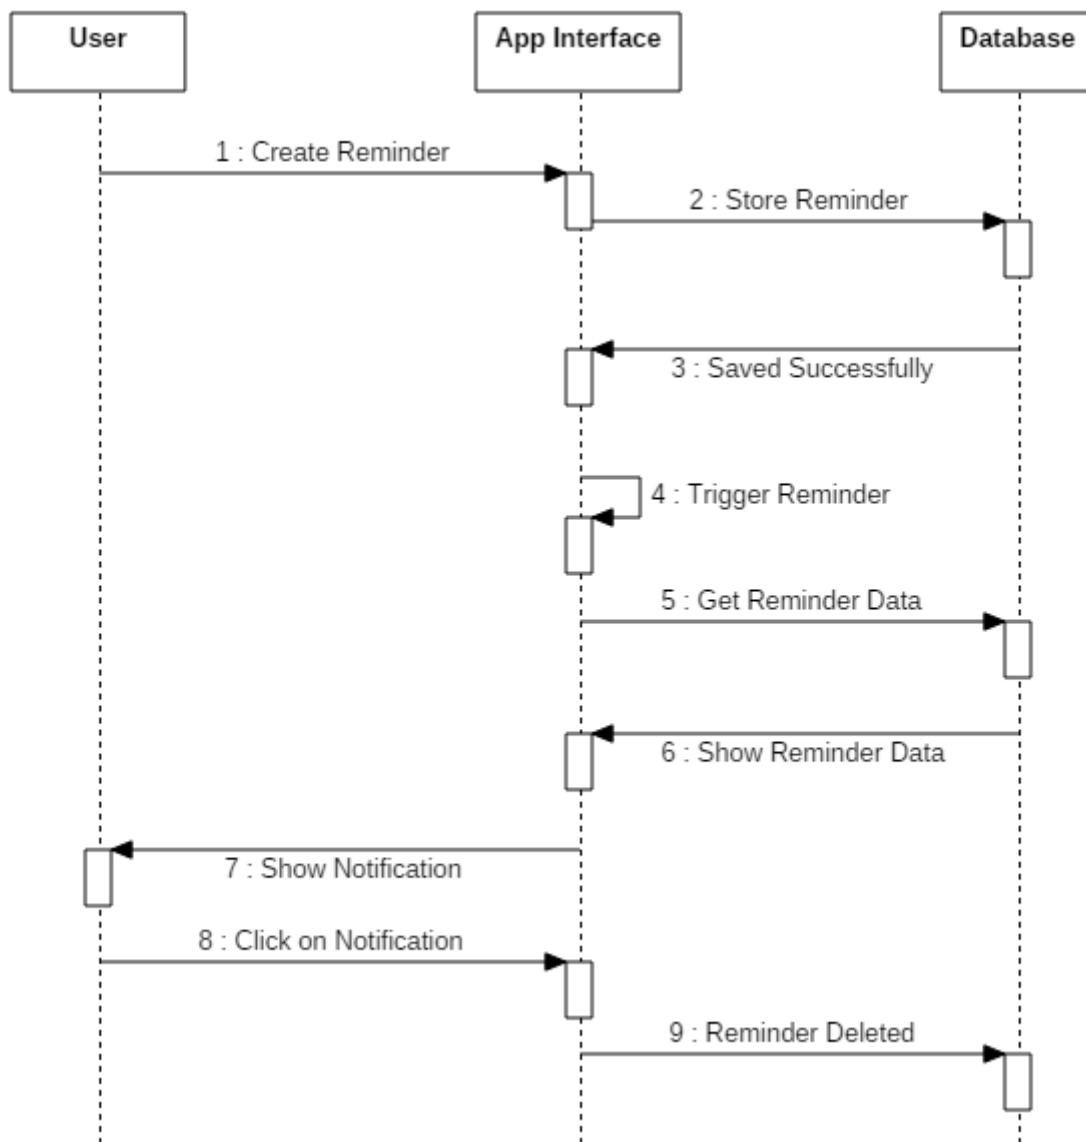 User
App Interface
Database
1 : Create Reminder
2 : Store Reminder
3 : Saved Successfully
4 : Trigger Reminder
5 : Get Reminder Data
6 : Show Reminder Data
7 : Show Notification
8 : Click on Notification
9 : Reminder Deleted